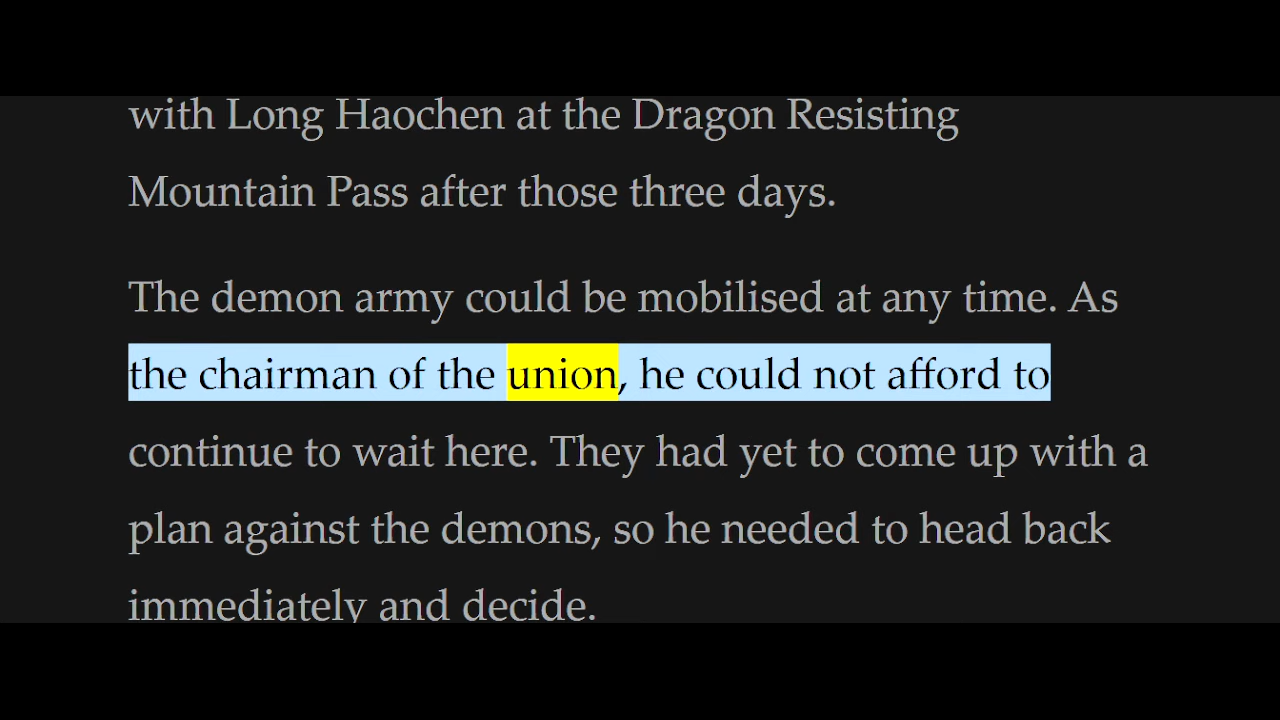 with Long Haochen at the Dragon Resisting
Mountain Pass after those three days.
The demon army could be mobilised at any time. As
the chairman of the union, he could not afford to
continue to wait here. They had yet to come up with a
plan against the demons, so he needed to head back
immediately and decide.